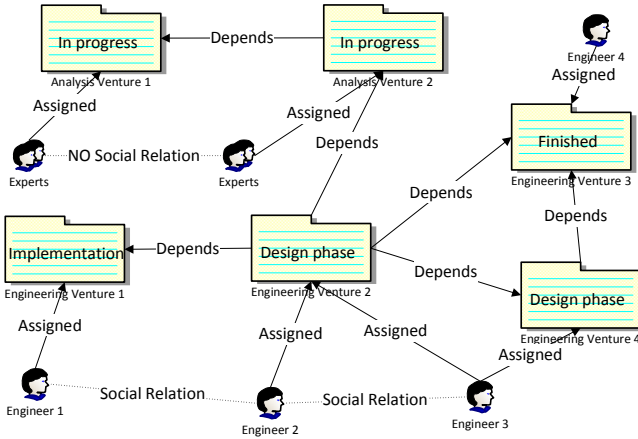 In progress
Depends
In progress
Analysis Venture 1
Analysis Venture 2
Engineer 4
Assigned
Assigned
Assigned
Depends
Finished
NO Social Relation
Experts
Experts
Engineering Venture 3
Depends
Depends
Implementation
Depends
Design phase
Depends
Engineering Venture 1
Engineering Venture 2
Design phase
Engineering Venture 4
Assigned
Assigned
Assigned
Assigned
Social Relation
Social Relation
Engineer 1
Engineer 2
Engineer 3